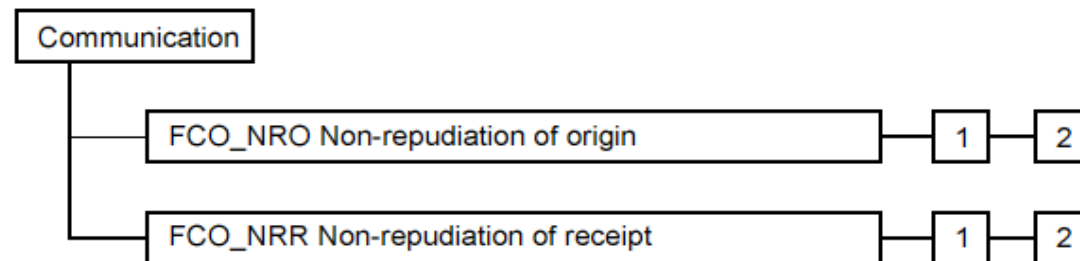 Communication
FCO_NRO Non-repudiation of origin 1 2
FCO_NRR Non-repudiation of receipt 1 2